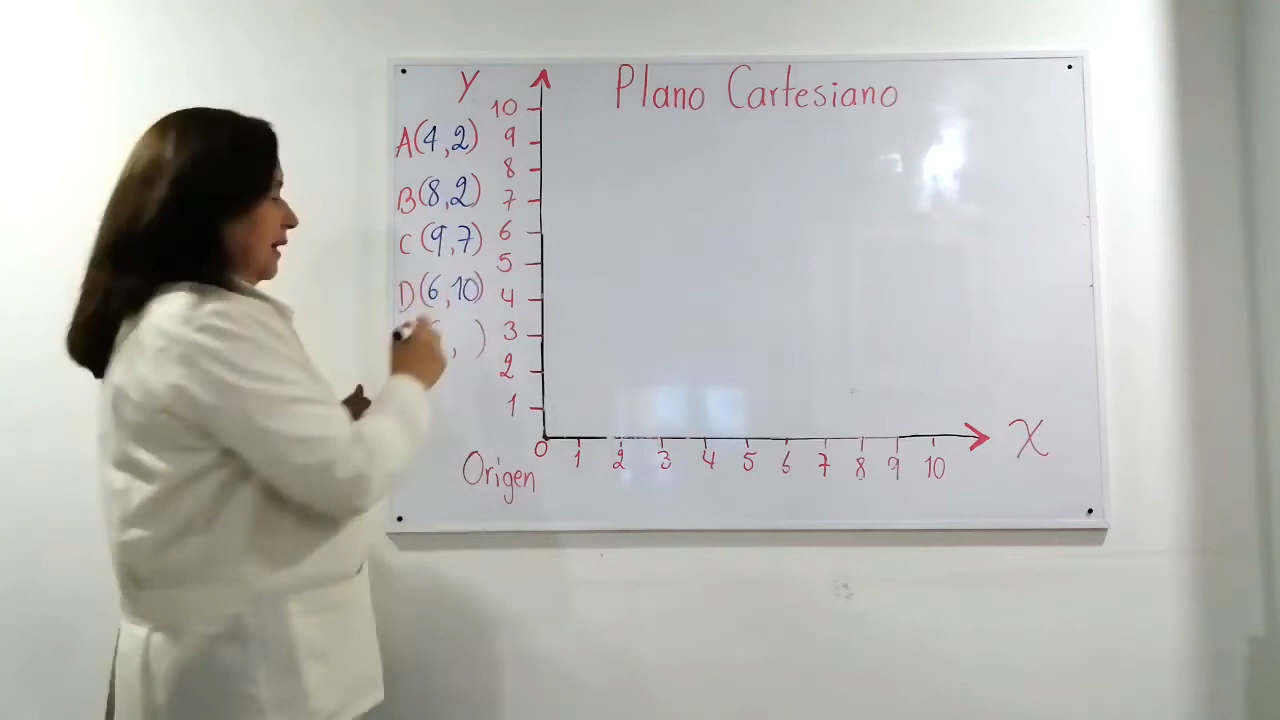 Plano Cartesiano
Y
10
9
8
7
6
5
4
3
2
1
A(4,2)
B(8,2)
C(9,7)
D(6,10)
( , )
0 1 2 3 4 5 6 7 8 9 10
X
Origen